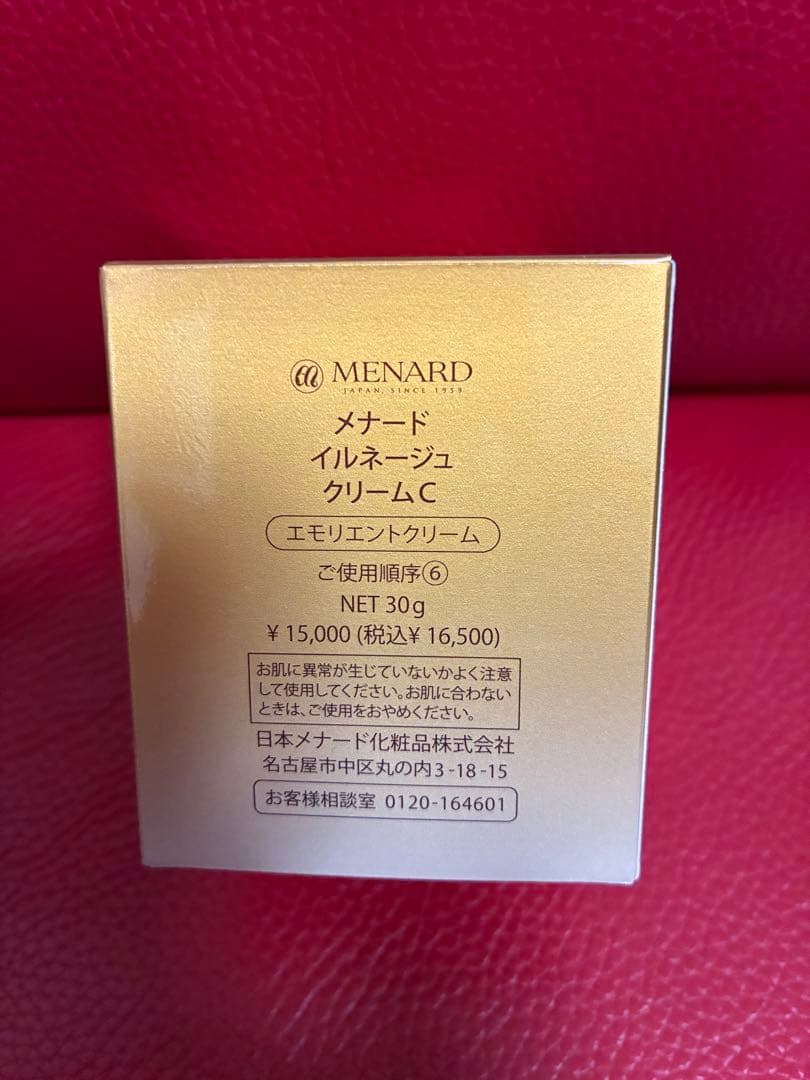 MENARD
JAPAN, SINCE 1959
メナード
イルネージュ
クリームC
エモリエントクリーム
ご使用順序⑥
NET 30g
¥ 15,000 (税込¥ 16,500)
お肌に異常が生じていないかよく注意
して使用してください。お肌に合わない
ときは、ご使用をおやめください。
日本メナード化粧品株式会社
名古屋市中区丸の内3-18-15
お客様相談室 0120-164601